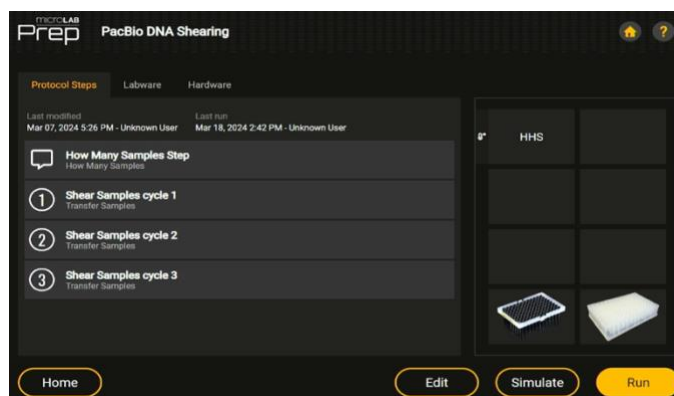 microLAB
Prep
PacBio DNA Shearing
?
Protocol Steps Labware Hardware
Last modified Last run
Mar 07, 2024 5:26 PM - Unknown User Mar 18, 2024 2:42 PM - Unknown User
How Many Samples Step
How Many Samples
1 Shear Samples cycle 1
Transfer Samples
2 Shear Samples cycle 2
Transfer Samples
3 Shear Samples cycle 3
Transfer Samples
HHS
Home Edit Simulate Run